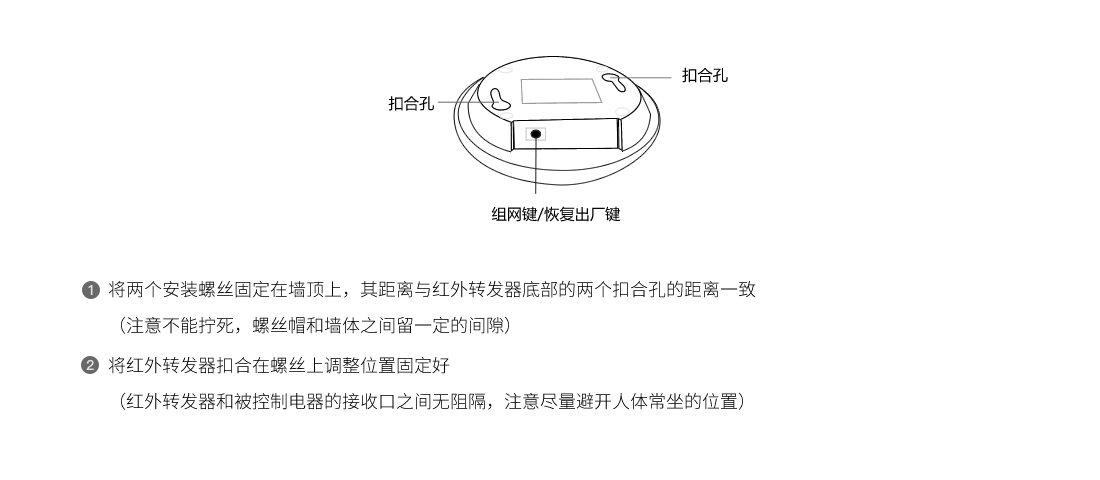 扣合孔
扣合孔
组网键/恢复出厂键
1 将两个安装螺丝固定在墙顶上，其距离与红外转发器底部的两个扣合孔的距离一致
（注意不能拧死，螺丝帽和墙体之间留一定的间隙）
2 将红外转发器扣合在螺丝上调整位置固定好
（红外转发器和被控制电器的接收口之间无阻隔，注意尽量避开人体常坐的位置）